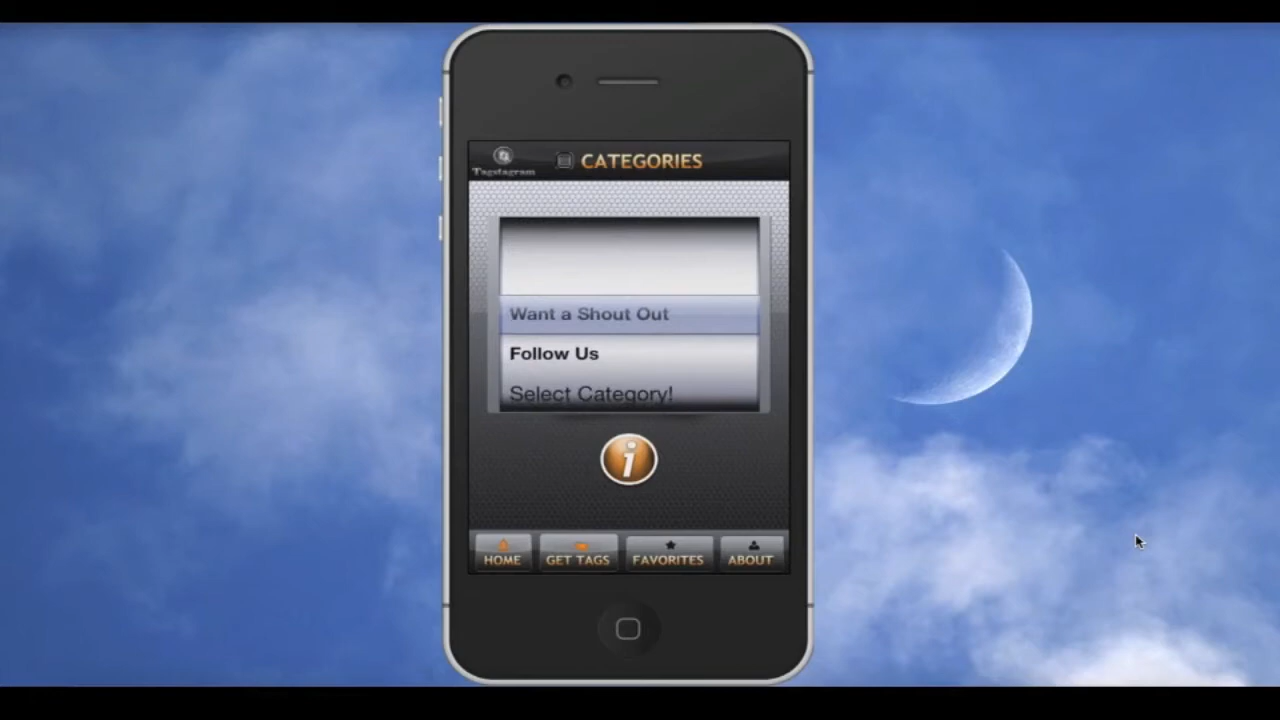 Tagstagram
CATEGORIES
Want a Shout Out
Follow Us
Select Category!
i
HOME
GET TAGS
FAVORITES
ABOUT